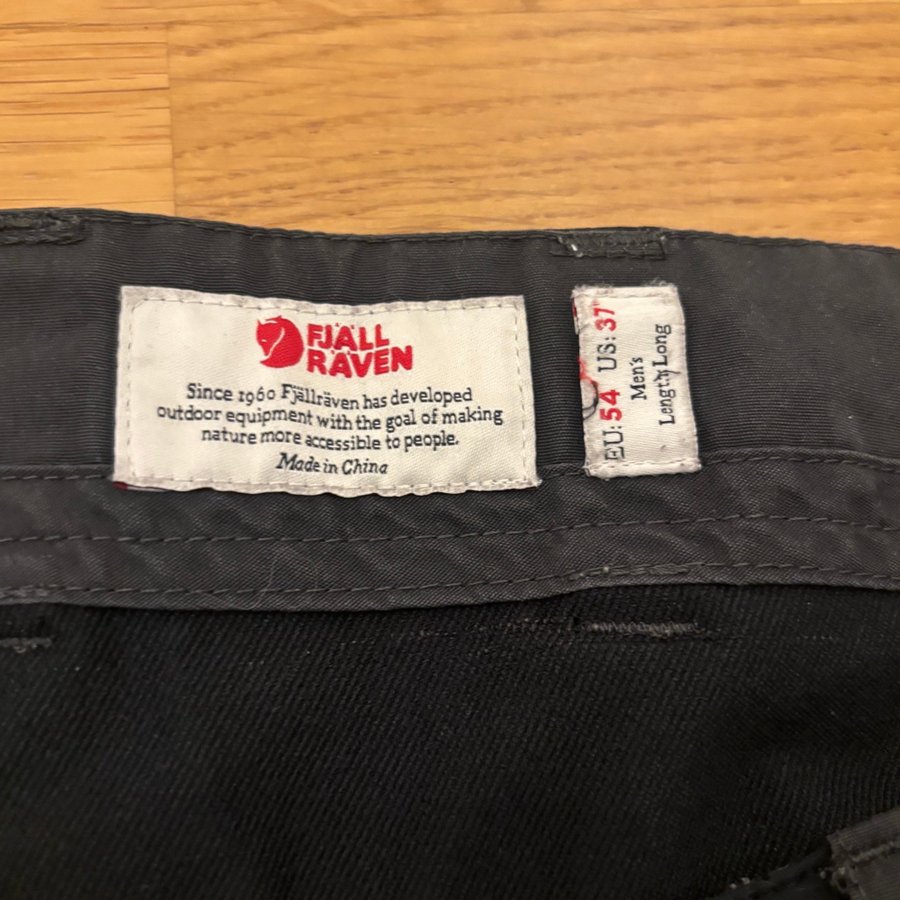 FJÄLL
RÄVEN
Since 1960 Fjällräven has developed
outdoor equipment with the goal of making
nature more accessible to people.
Made in China
EU: 54 US: 37"
Men's
Length: Long